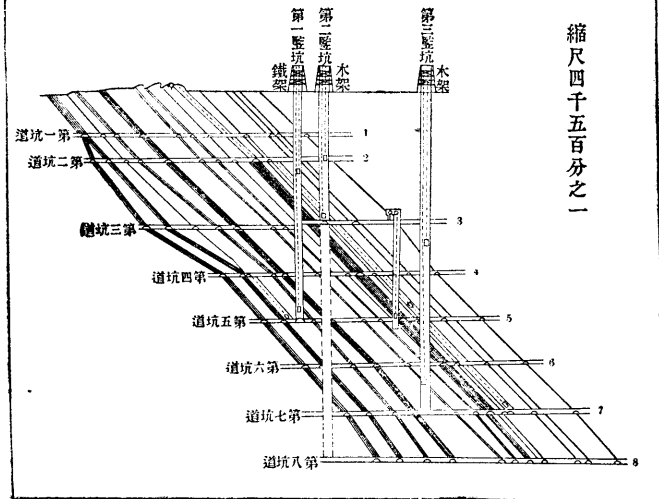 縮尺四千五百分之一
第三竪坑
木架
第二竪坑
木架
第一竪坑
鐵架
道坑一第 1
道坑二第 2
道坑三第 3
道坑四第 4
道坑五第 5
道坑六第 6
道坑七第 7
道坑八第 8